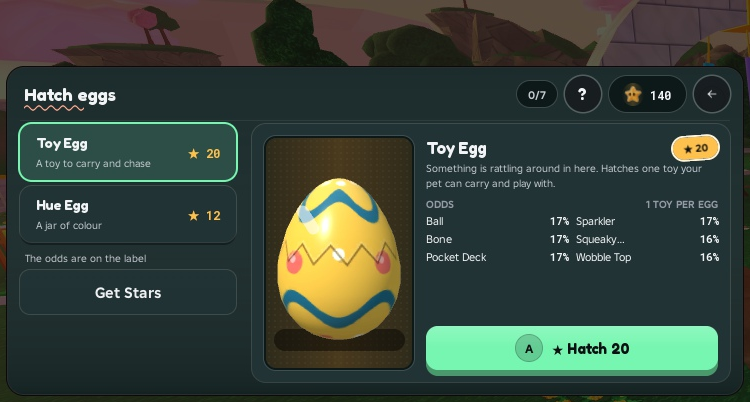 Hatch eggs
0/7
?
140
←
Toy Egg
A toy to carry and chase
★ 20
Hue Egg
A jar of colour
★ 12
The odds are on the label
Get Stars
Toy Egg
★ 20
Something is rattling around in here. Hatches one toy your
pet can carry and play with.
ODDS 1 TOY PER EGG
Ball 17% Sparkler 17%
Bone 17% Squeaky... 16%
Pocket Deck 17% Wobble Top 16%
A ★ Hatch 20